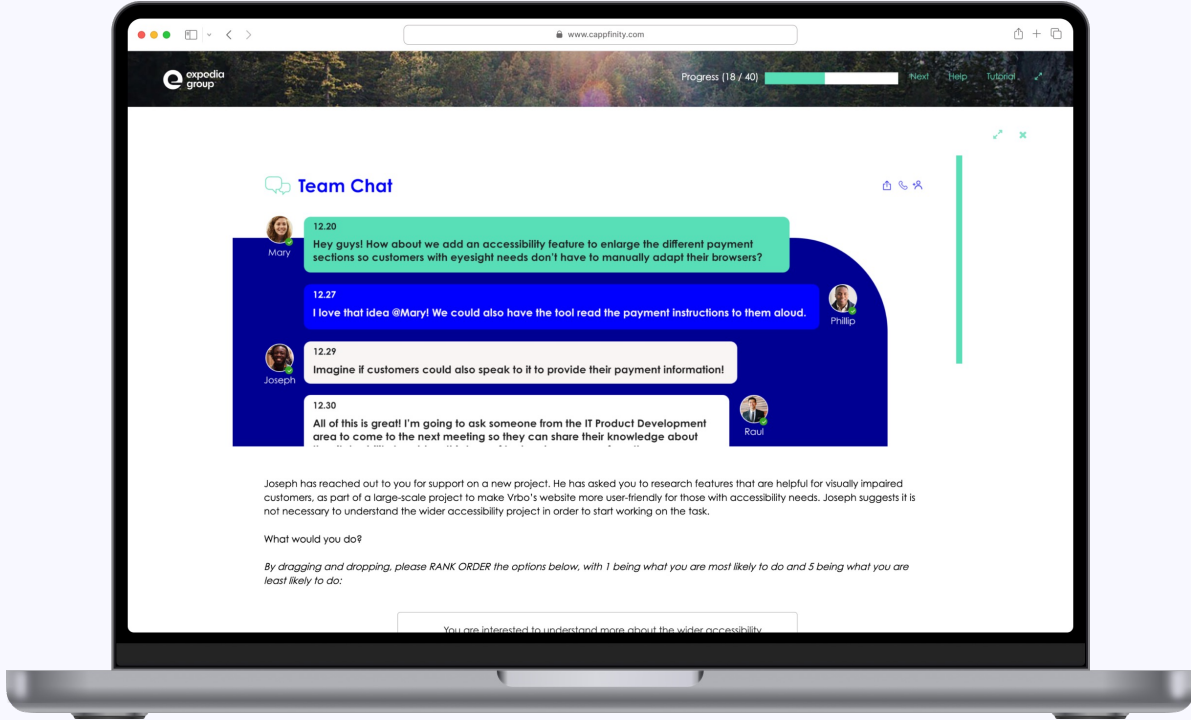 www.cappfinity.com
expedia
group
Progress (18 / 40)
Next
Help
Tutorial
Team Chat
12.20
Hey guys! How about we add an accessibility feature to enlarge the different payment
sections so customers with eyesight needs don't have to manually adapt their browsers?
Mary
12.27
I love that idea @Mary! We could also have the tool read the payment instructions to them aloud.
Phillip
12.29
Imagine if customers could also speak to it to provide their payment information!
Joseph
12.30
All of this is great! I'm going to ask someone from the IT Product Development
area to come to the next meeting so they can share their knowledge about
Raul
Joseph has reached out to you for support on a new project. He has asked you to research features that are helpful for visually impaired
customers, as part of a large-scale project to make Vrbo's website more user-friendly for those with accessibility needs. Joseph suggests it is
not necessary to understand the wider accessibility project in order to start working on the task.
What would you do?
By dragging and dropping, please RANK ORDER the options below, with 1 being what you are most likely to do and 5 being what you are
least likely to do:
You are interested to understand more about the wider accessibility